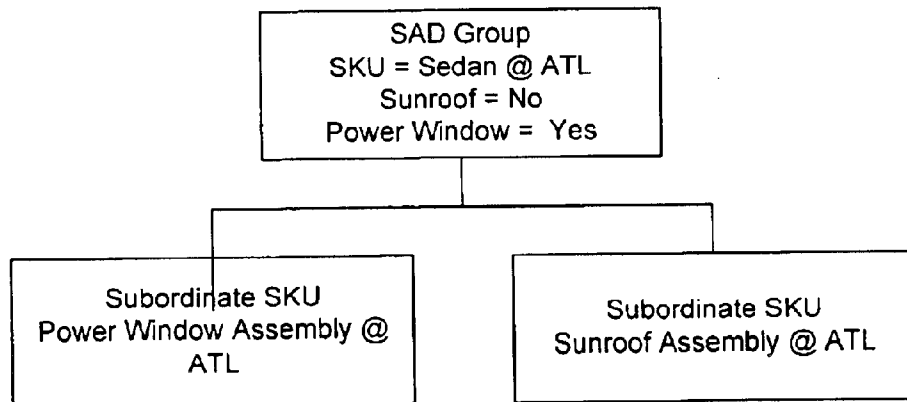 SAD Group
SKU = Sedan @ ATL
Sunroof = No
Power Window = Yes
Subordinate SKU
Power Window Assembly @
ATL
Subordinate SKU
Sunroof Assembly @ ATL